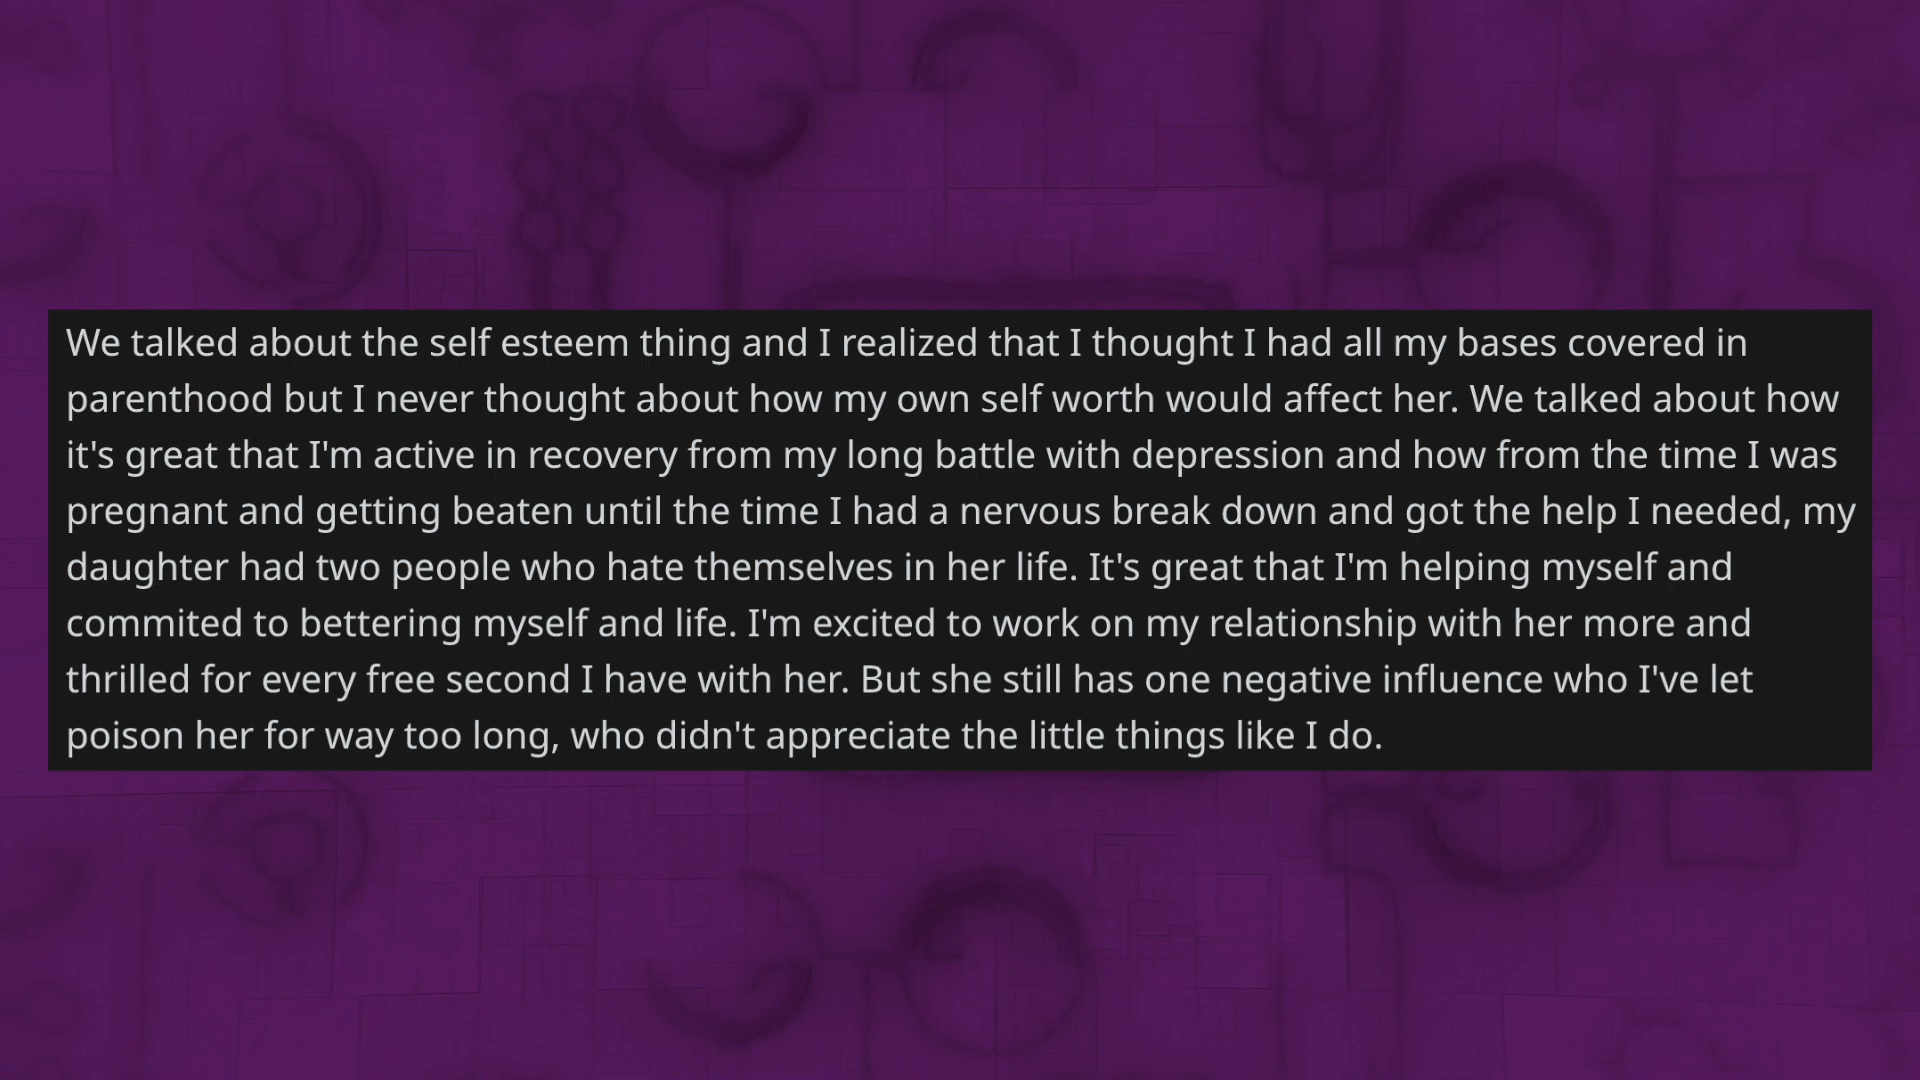 We talked about the self esteem thing and I realized that I thought I had all my bases covered in
parenthood but I never thought about how my own self worth would affect her. We talked about how
it's great that I'm active in recovery from my long battle with depression and how from the time I was
pregnant and getting beaten until the time I had a nervous break down and got the help I needed, my
daughter had two people who hate themselves in her life. It's great that I'm helping myself and
commited to bettering myself and life. I'm excited to work on my relationship with her more and
thrilled for every free second I have with her. But she still has one negative influence who I've let
poison her for way too long, who didn't appreciate the little things like I do.